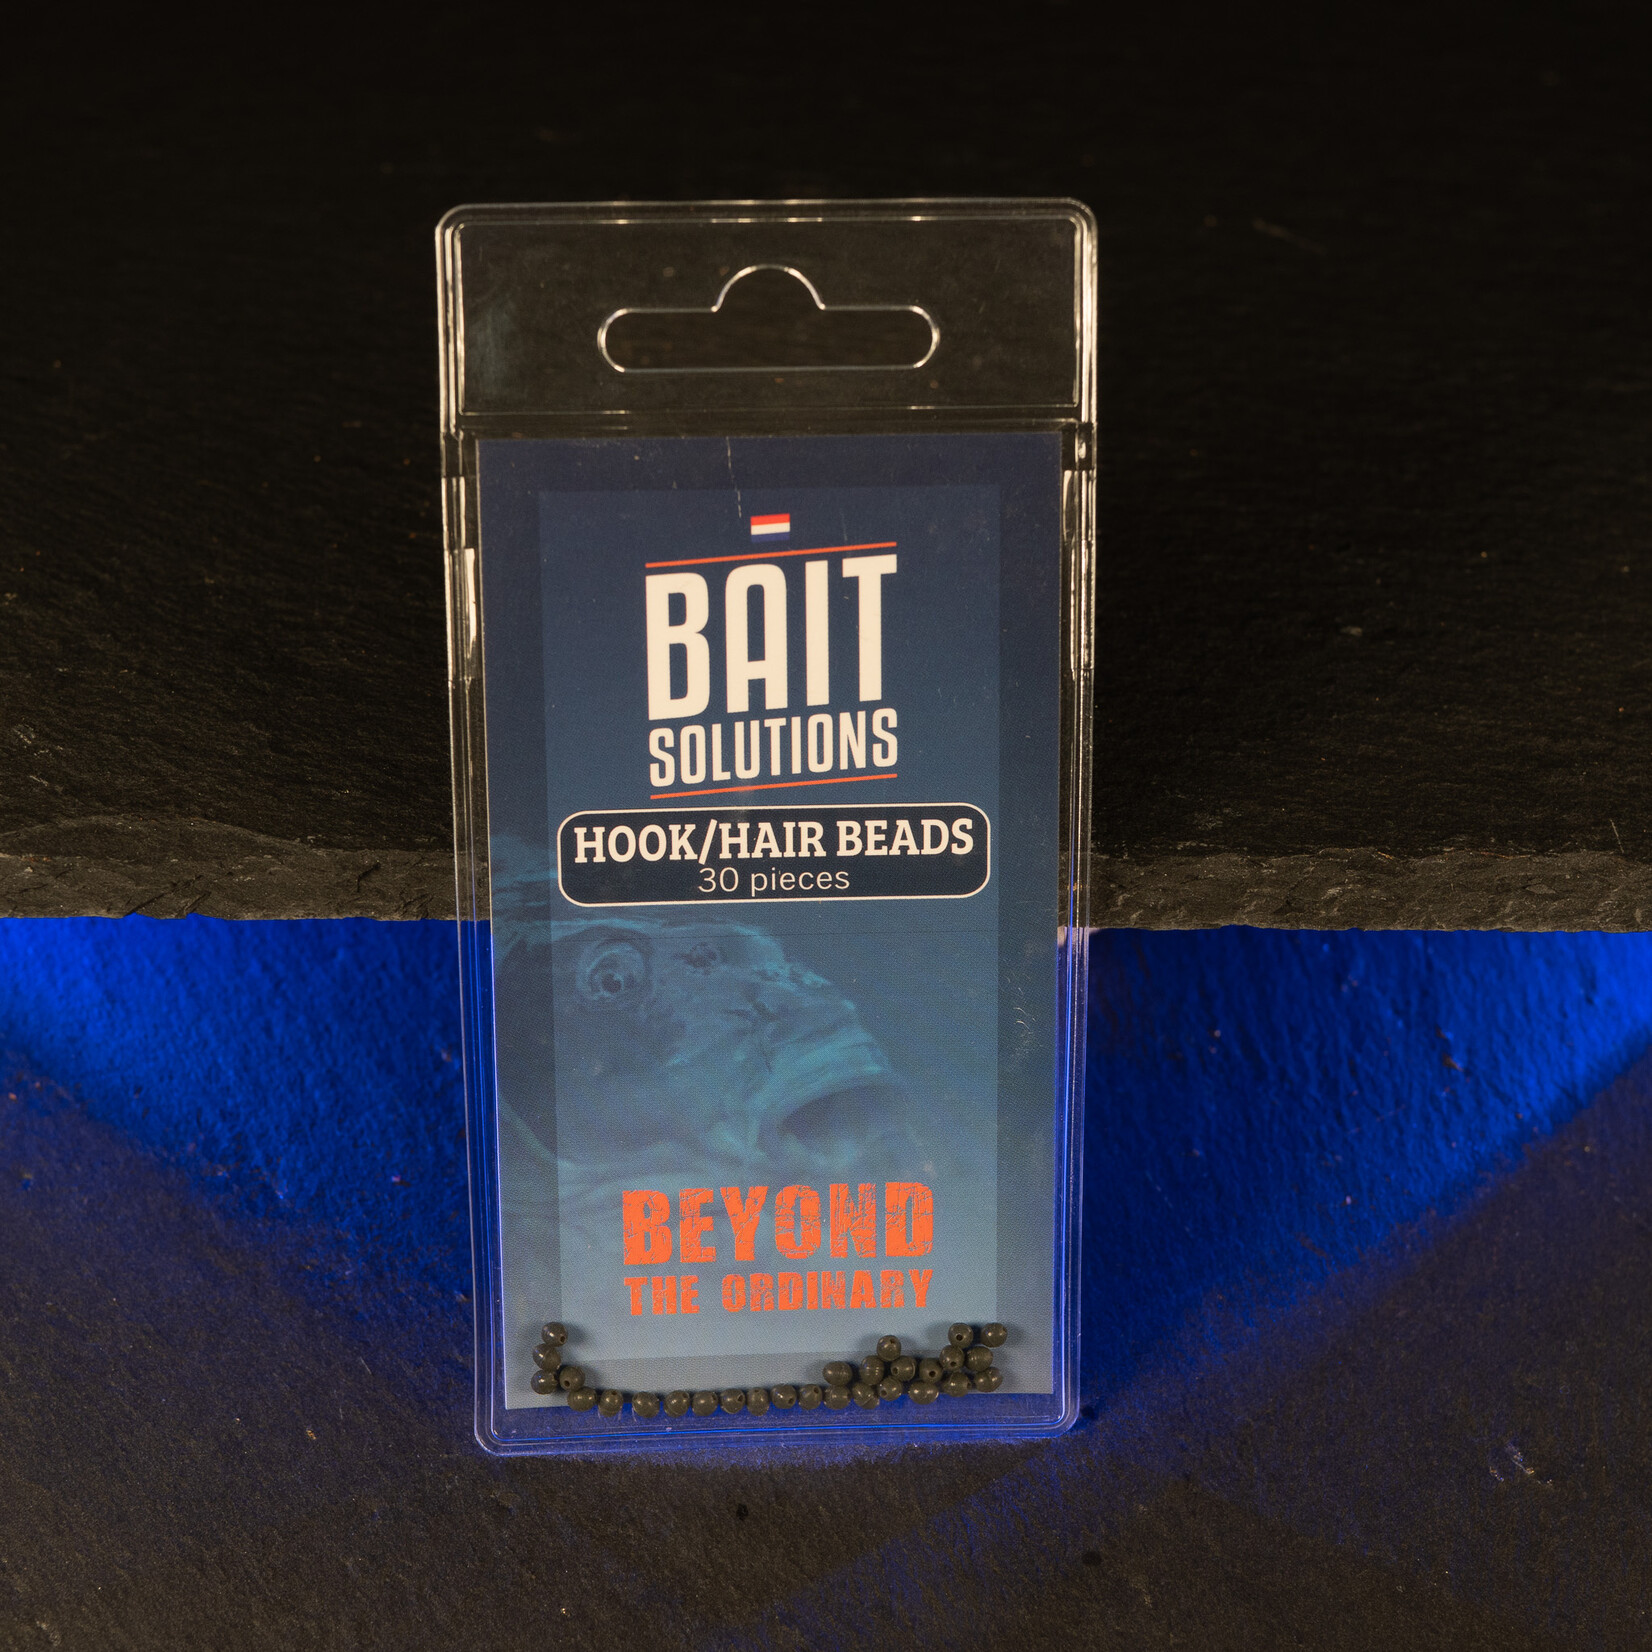 BAIT
SOLUTIONS
HOOK/HAIR BEADS
30 pieces
BEYOND
THE ORDINARY